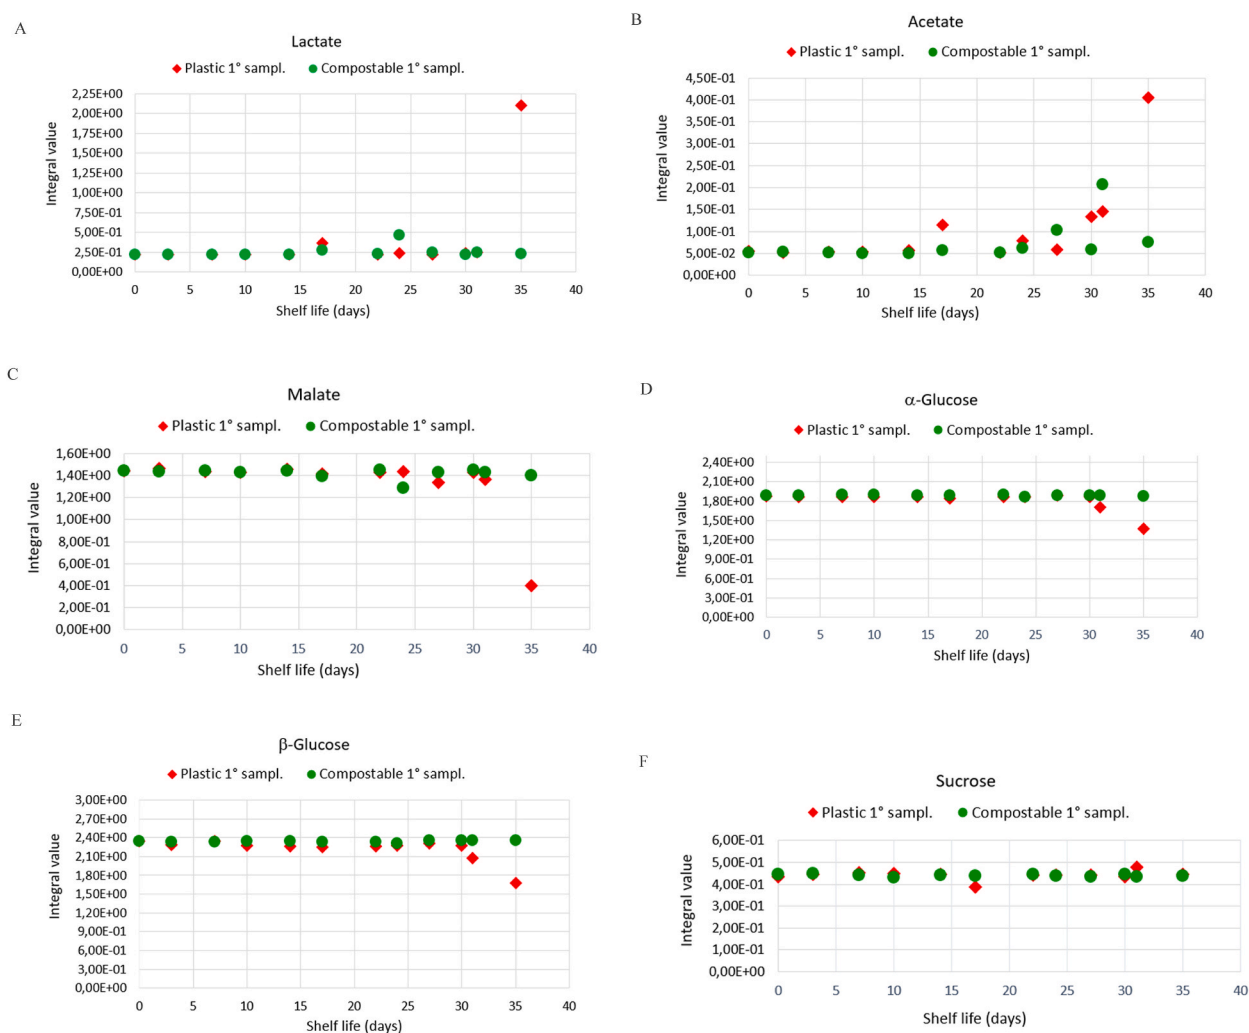 A
Lactate
Plastic 1° sampl. Compostable 1° sampl.
Integral value
2,25E+00
2,00E+00
1,75E+00
1,50E+00
1,25E+00
1,00E+00
7,50E-01
5,00E-01
2,50E-01
0,00E+00
0 5 10 15 20 25 30 35 40
Shelf life (days)
B
Acetate
Plastic 1° sampl. Compostable 1° sampl.
Integral value
4,50E-01
4,00E-01
3,50E-01
3,00E-01
2,50E-01
2,00E-01
1,50E-01
1,00E-01
5,00E-02
0,00E+00
0 5 10 15 20 25 30 35 40
Shelf life (days)
C
Malate
Plastic 1° sampl. Compostable 1° sampl.
Integral value
1,60E+00
1,40E+00
1,20E+00
1,00E+00
8,00E-01
6,00E-01
4,00E-01
2,00E-01
0,00E+00
0 5 10 15 20 25 30 35 40
Shelf life (days)
D
α-Glucose
Plastic 1° sampl. Compostable 1° sampl.
Integral value
2,40E+00
2,10E+00
1,80E+00
1,50E+00
1,20E+00
9,00E-01
6,00E-01
3,00E-01
0,00E+00
0 5 10 15 20 25 30 35 40
Shelf life (days)
E
β-Glucose
Plastic 1° sampl. Compostable 1° sampl.
Integral value
3,00E+00
2,70E+00
2,40E+00
2,10E+00
1,80E+00
1,50E+00
1,20E+00
9,00E-01
6,00E-01
3,00E-01
0,00E+00
0 5 10 15 20 25 30 35 40
Shelf life (days)
F
Sucrose
Plastic 1° sampl. Compostable 1° sampl.
Integral value
6,00E-01
5,00E-01
4,00E-01
3,00E-01
2,00E-01
1,00E-01
0,00E+00
0 5 10 15 20 25 30 35 40
Shelf life (days)